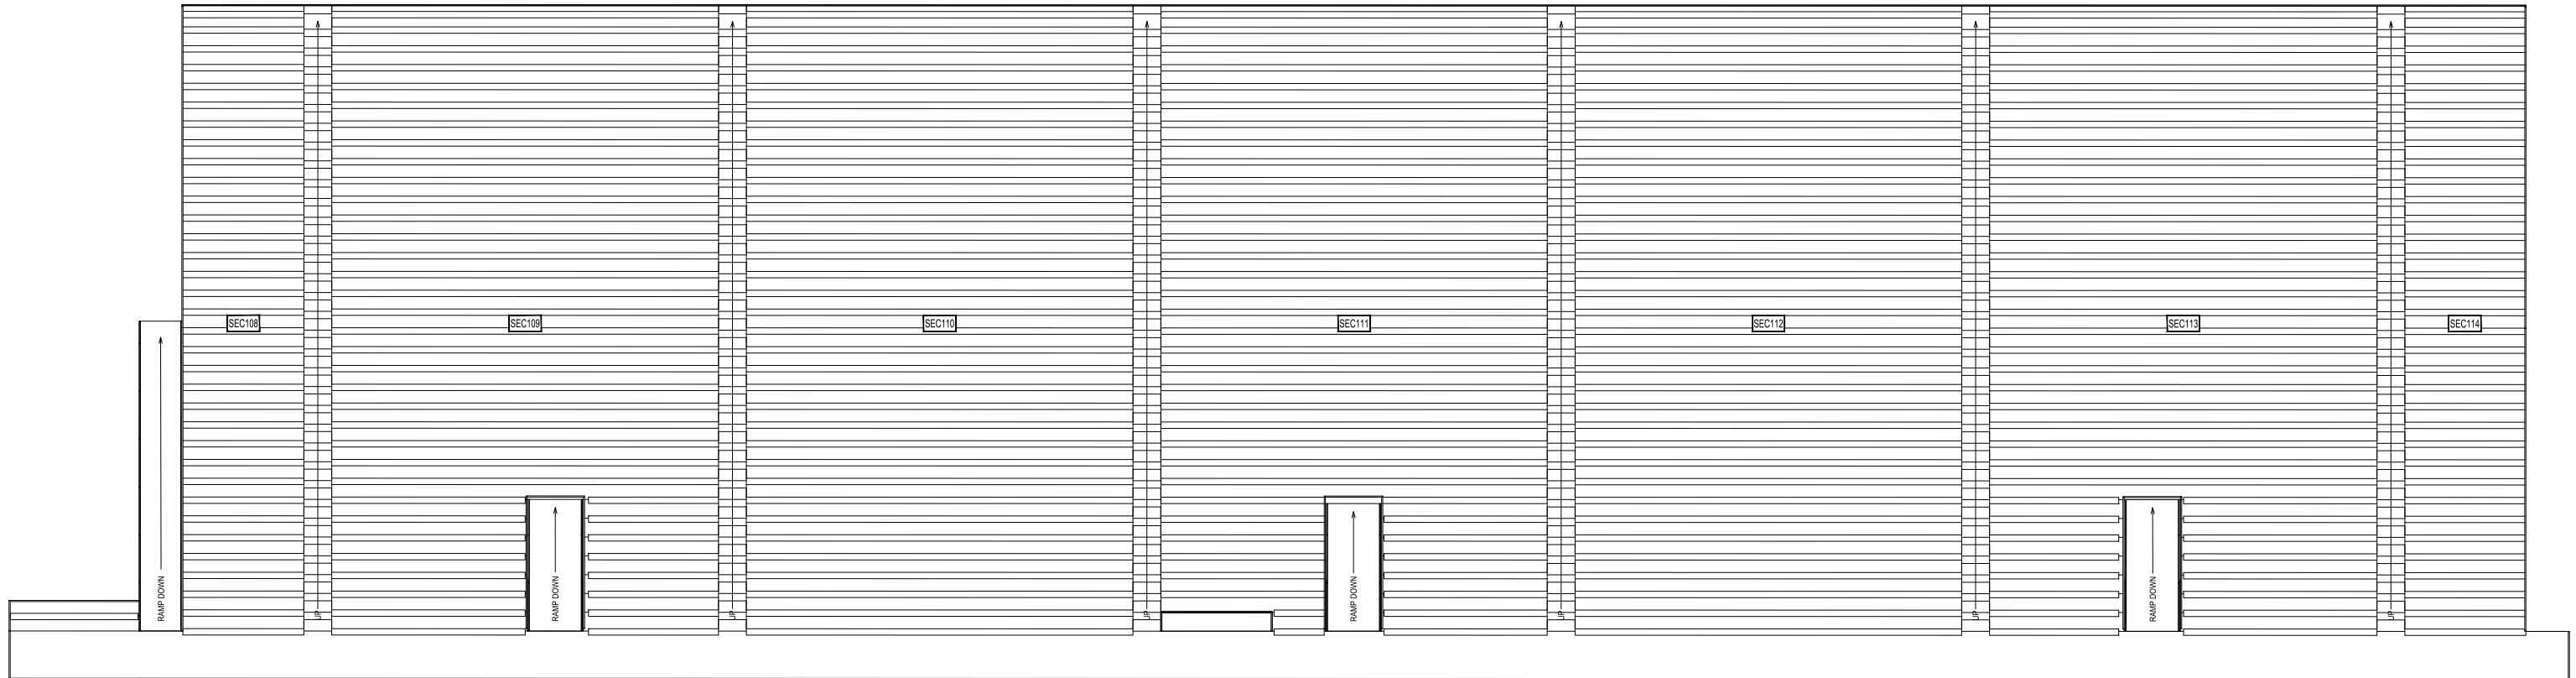 SEC108
SEC109
SEC110
SEC111
SEC112
SEC113
SEC114
RAMP DOWN
RAMP DOWN
RAMP DOWN
RAMP DOWN
UP
UP
UP
UP
UP
UP